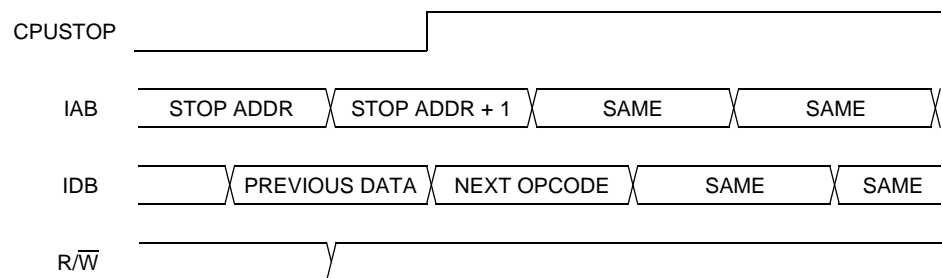 CPUSTOP
IAB STOP ADDR STOP ADDR + 1 SAME SAME
IDB PREVIOUS DATA NEXT OPCODE SAME SAME
R/W̅